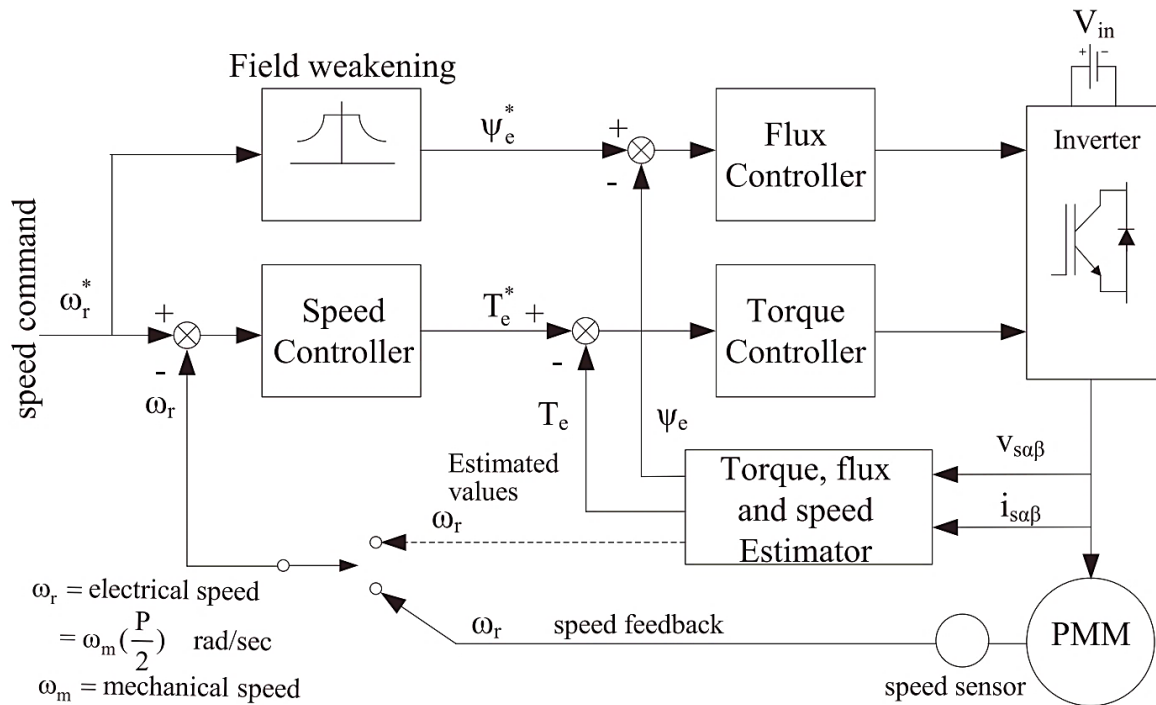 V_in
Field weakening
+ −
ψ_e^*
+
-
Flux
Controller
Inverter
speed command
ω_r^*
+
-
ω_r
Speed
Controller
T_e^*
+
-
Torque
Controller
T_e
ψ_e
Estimated
values
ω_r
Torque, flux
and speed
Estimator
v_sαβ
i_sαβ
ω_r = electrical speed
= ω_m(P/2) rad/sec
ω_m = mechanical speed
ω_r speed feedback
speed sensor
PMM